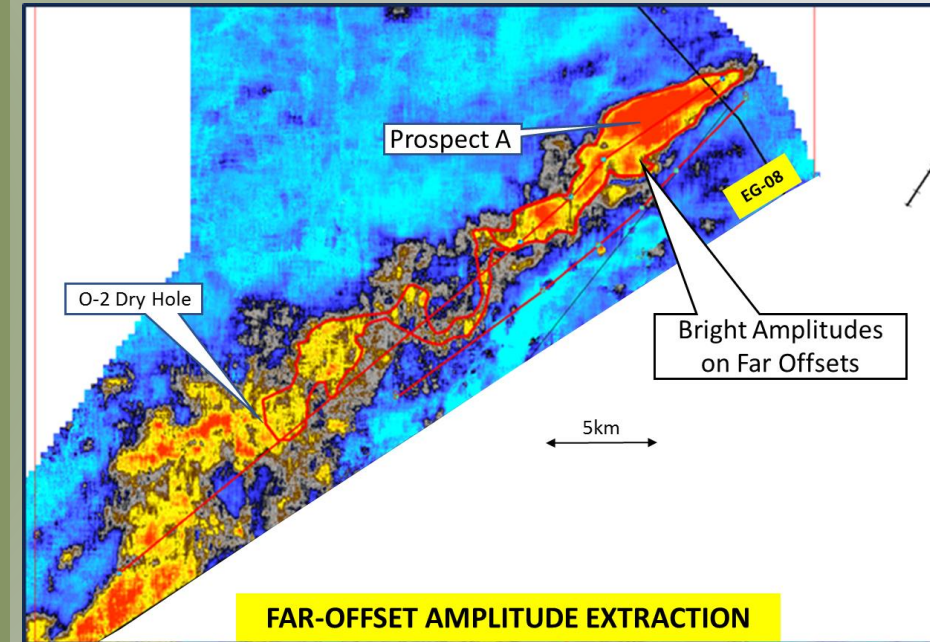 Prospect A
EG-08
O-2 Dry Hole
Bright Amplitudes
on Far Offsets
5km
FAR-OFFSET AMPLITUDE EXTRACTION